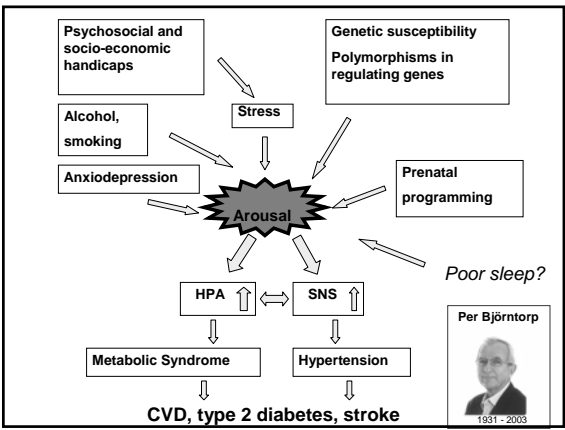 Psychosocial and
socio-economic
handicaps
Genetic susceptibility
Polymorphisms in
regulating genes
Stress
Alcohol,
smoking
Anxiodepression
Prenatal
programming
Arousal
Poor sleep?
HPA
SNS
Per Björntorp
Metabolic Syndrome
Hypertension
CVD, type 2 diabetes, stroke
1931 - 2003